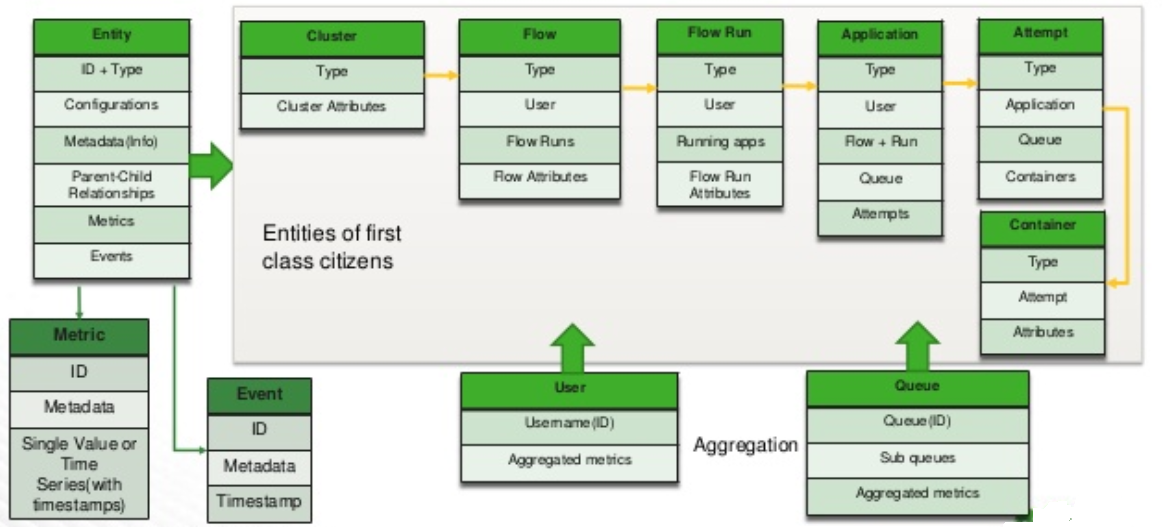 Entity
ID + Type
Configurations
Metadata(Info)
Parent-Child
Relationships
Metrics
Events
Cluster
Type
Cluster Attributes
Flow
Type
User
Flow Runs
Flow Attributes
Flow Run
Type
User
Running apps
Flow Run
Attributes
Application
Type
User
Flow + Run
Queue
Attempts
Attempt
Type
Application
Queue
Containers
Container
Type
Attempt
Attributes
Entities of first
class citizens
Metric
ID
Metadata
Single Value or
Time
Series(with
timestamps)
Event
ID
Metadata
Timestamp
User
Username(ID)
Aggregated metrics
Aggregation
Queue
Queue(ID)
Sub queues
Aggregated metrics